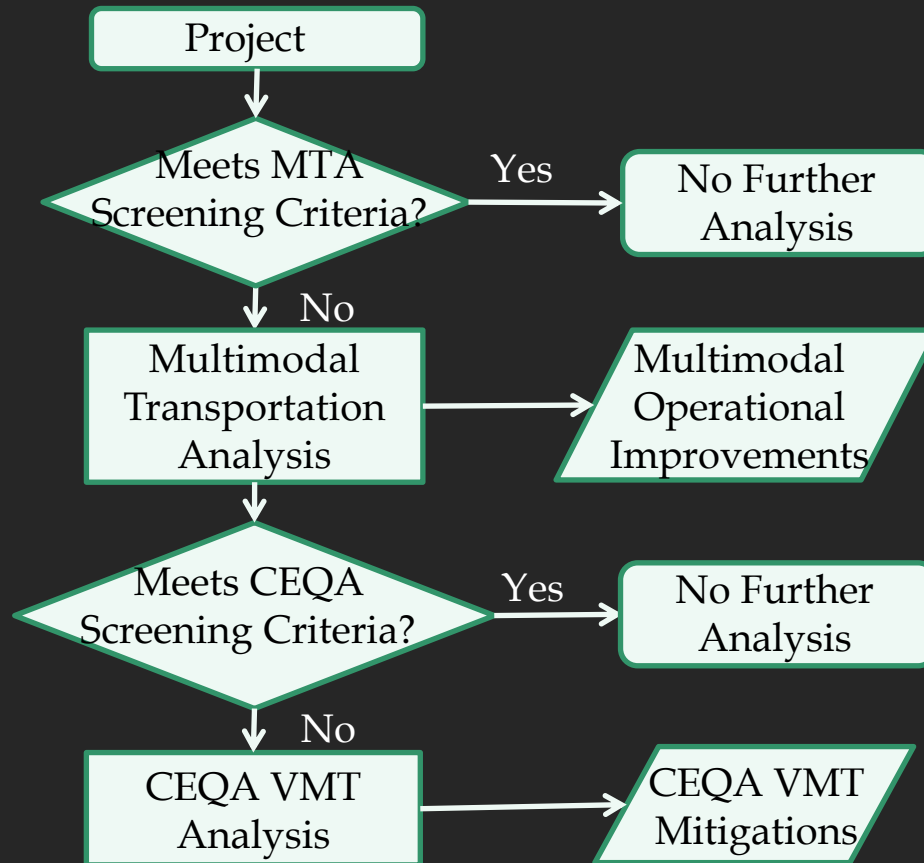 Project
Meets MTA
Screening Criteria?
Yes
No Further
Analysis
No
Multimodal
Transportation
Analysis
Multimodal
Operational
Improvements
Meets CEQA
Screening Criteria?
Yes
No Further
Analysis
No
CEQA VMT
Analysis
CEQA VMT
Mitigations